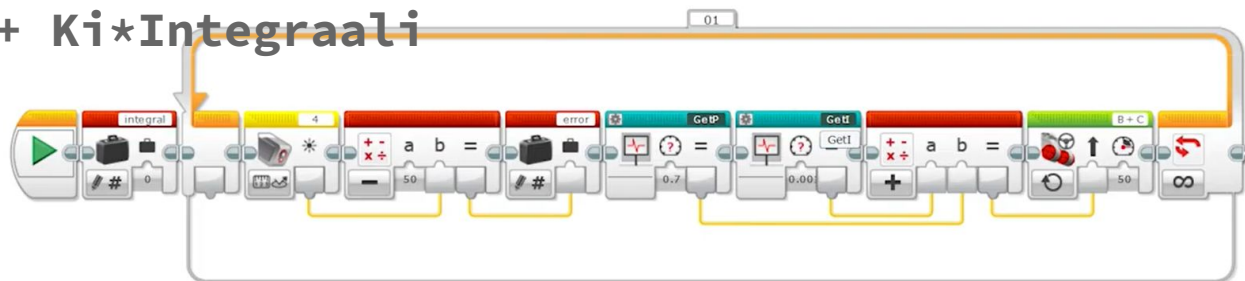 + Ki*Integraali
01
integral 4 error GetP GetI B + C
GetI
+ - × ÷ a b = = = + - × ÷ a b =
# 0 − 50 # 0.7 0.00 + 50 ∞